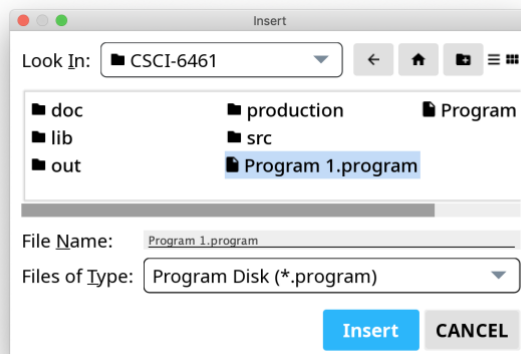 Insert
Look In: CSCI-6461
doc production Program
lib src
out Program 1.program
File Name: Program 1.program
Files of Type: Program Disk (*.program)
Insert CANCEL